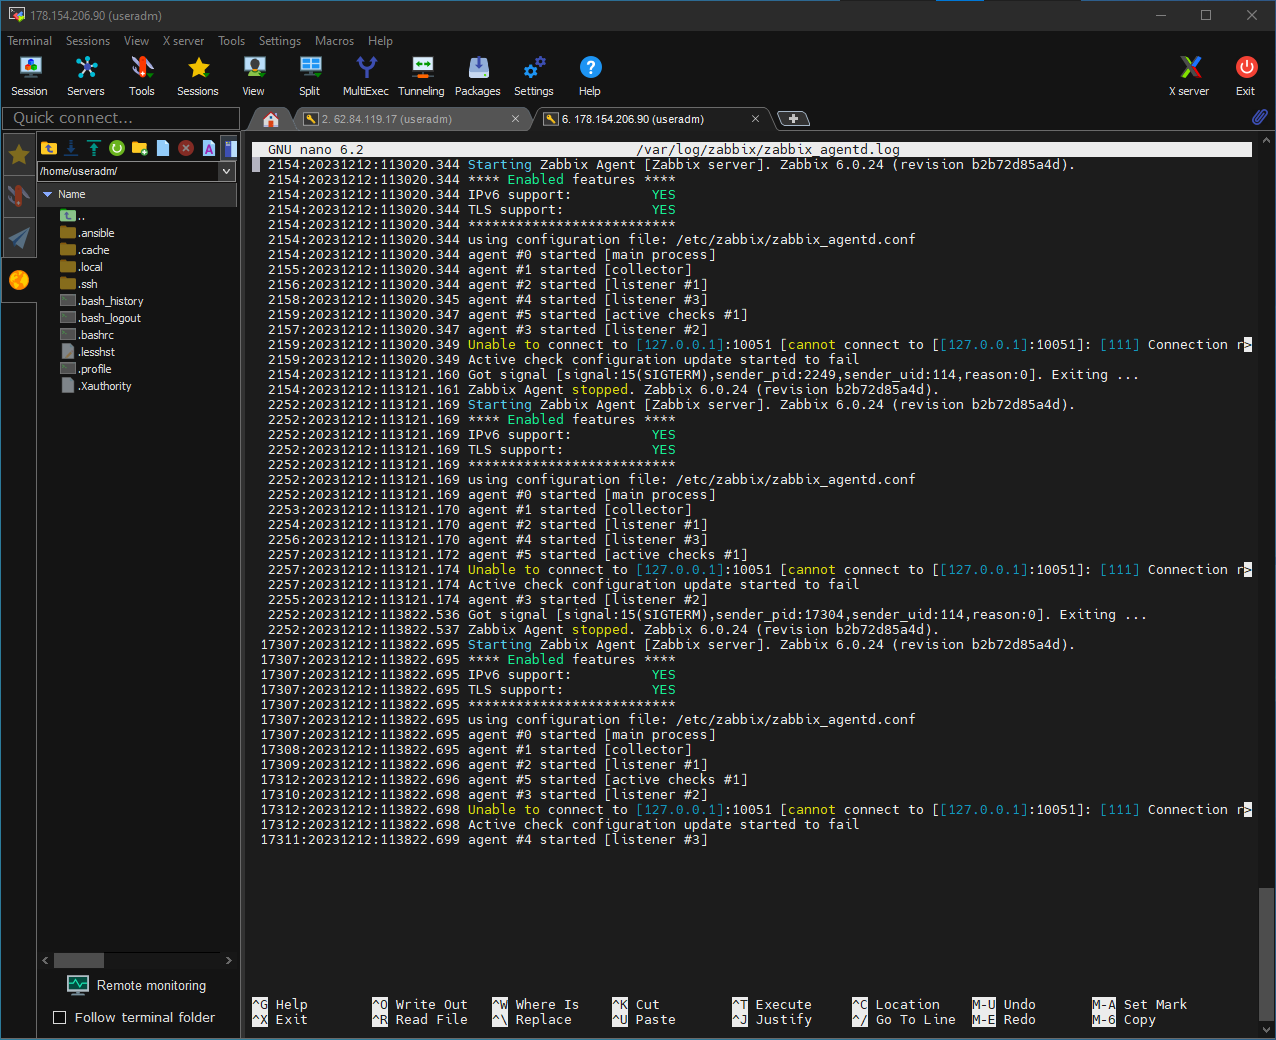 178.154.206.90 (useradm)
Terminal Sessions View X server Tools Settings Macros Help
Session Servers Tools Sessions View Split MultiExec Tunneling Packages Settings Help X server Exit
Quick connect...
2. 62.84.119.17 (useradm)
6. 178.154.206.90 (useradm)
/home/useradm/
Name
..
.ansible
.cache
.local
.ssh
.bash_history
.bash_logout
.bashrc
.lesshst
.profile
.Xauthority
Remote monitoring
Follow terminal folder
GNU nano 6.2 /var/log/zabbix/zabbix_agentd.log
2154:20231212:113020.344 Starting Zabbix Agent [Zabbix server]. Zabbix 6.0.24 (revision b2b72d85a4d).
2154:20231212:113020.344 **** Enabled features ****
2154:20231212:113020.344 IPv6 support: YES
2154:20231212:113020.344 TLS support: YES
2154:20231212:113020.344 **************************
2154:20231212:113020.344 using configuration file: /etc/zabbix/zabbix_agentd.conf
2154:20231212:113020.344 agent #0 started [main process]
2155:20231212:113020.344 agent #1 started [collector]
2156:20231212:113020.344 agent #2 started [listener #1]
2158:20231212:113020.345 agent #4 started [listener #3]
2159:20231212:113020.347 agent #5 started [active checks #1]
2157:20231212:113020.347 agent #3 started [listener #2]
2159:20231212:113020.349 Unable to connect to [127.0.0.1]:10051 [cannot connect to [[127.0.0.1]:10051]: [111] Connection r>
2159:20231212:113020.349 Active check configuration update started to fail
2154:20231212:113121.160 Got signal [signal:15(SIGTERM),sender_pid:2249,sender_uid:114,reason:0]. Exiting ...
2154:20231212:113121.161 Zabbix Agent stopped. Zabbix 6.0.24 (revision b2b72d85a4d).
2252:20231212:113121.169 Starting Zabbix Agent [Zabbix server]. Zabbix 6.0.24 (revision b2b72d85a4d).
2252:20231212:113121.169 **** Enabled features ****
2252:20231212:113121.169 IPv6 support: YES
2252:20231212:113121.169 TLS support: YES
2252:20231212:113121.169 **************************
2252:20231212:113121.169 using configuration file: /etc/zabbix/zabbix_agentd.conf
2252:20231212:113121.169 agent #0 started [main process]
2253:20231212:113121.170 agent #1 started [collector]
2254:20231212:113121.170 agent #2 started [listener #1]
2256:20231212:113121.170 agent #4 started [listener #3]
2257:20231212:113121.172 agent #5 started [active checks #1]
2257:20231212:113121.174 Unable to connect to [127.0.0.1]:10051 [cannot connect to [[127.0.0.1]:10051]: [111] Connection r>
2257:20231212:113121.174 Active check configuration update started to fail
2255:20231212:113121.174 agent #3 started [listener #2]
2252:20231212:113822.536 Got signal [signal:15(SIGTERM),sender_pid:17304,sender_uid:114,reason:0]. Exiting ...
2252:20231212:113822.537 Zabbix Agent stopped. Zabbix 6.0.24 (revision b2b72d85a4d).
17307:20231212:113822.695 Starting Zabbix Agent [Zabbix server]. Zabbix 6.0.24 (revision b2b72d85a4d).
17307:20231212:113822.695 **** Enabled features ****
17307:20231212:113822.695 IPv6 support: YES
17307:20231212:113822.695 TLS support: YES
17307:20231212:113822.695 **************************
17307:20231212:113822.695 using configuration file: /etc/zabbix/zabbix_agentd.conf
17307:20231212:113822.695 agent #0 started [main process]
17308:20231212:113822.695 agent #1 started [collector]
17309:20231212:113822.696 agent #2 started [listener #1]
17312:20231212:113822.696 agent #5 started [active checks #1]
17310:20231212:113822.698 agent #3 started [listener #2]
17312:20231212:113822.698 Unable to connect to [127.0.0.1]:10051 [cannot connect to [[127.0.0.1]:10051]: [111] Connection r>
17312:20231212:113822.698 Active check configuration update started to fail
17311:20231212:113822.699 agent #4 started [listener #3]
^G Help ^O Write Out ^W Where Is ^K Cut ^T Execute ^C Location M-U Undo M-A Set Mark
^X Exit ^R Read File ^\ Replace ^U Paste ^J Justify ^/ Go To Line M-E Redo M-6 Copy